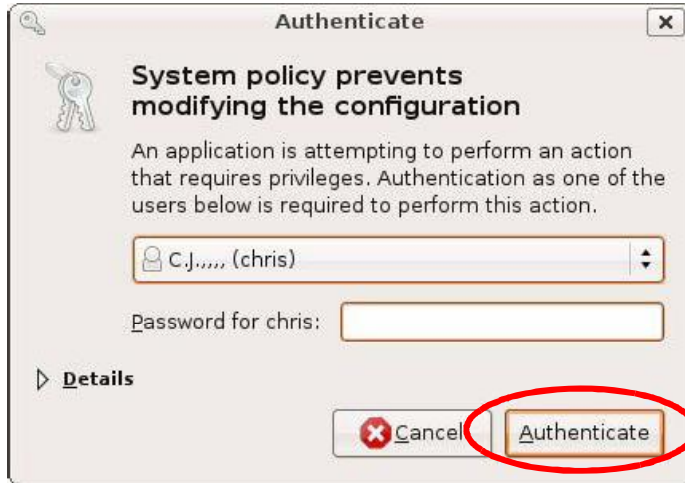 Authenticate
System policy prevents
modifying the configuration
An application is attempting to perform an action
that requires privileges. Authentication as one of the
users below is required to perform this action.
C.J.,,,,, (chris)
Password for chris:
Details
Cancel Authenticate